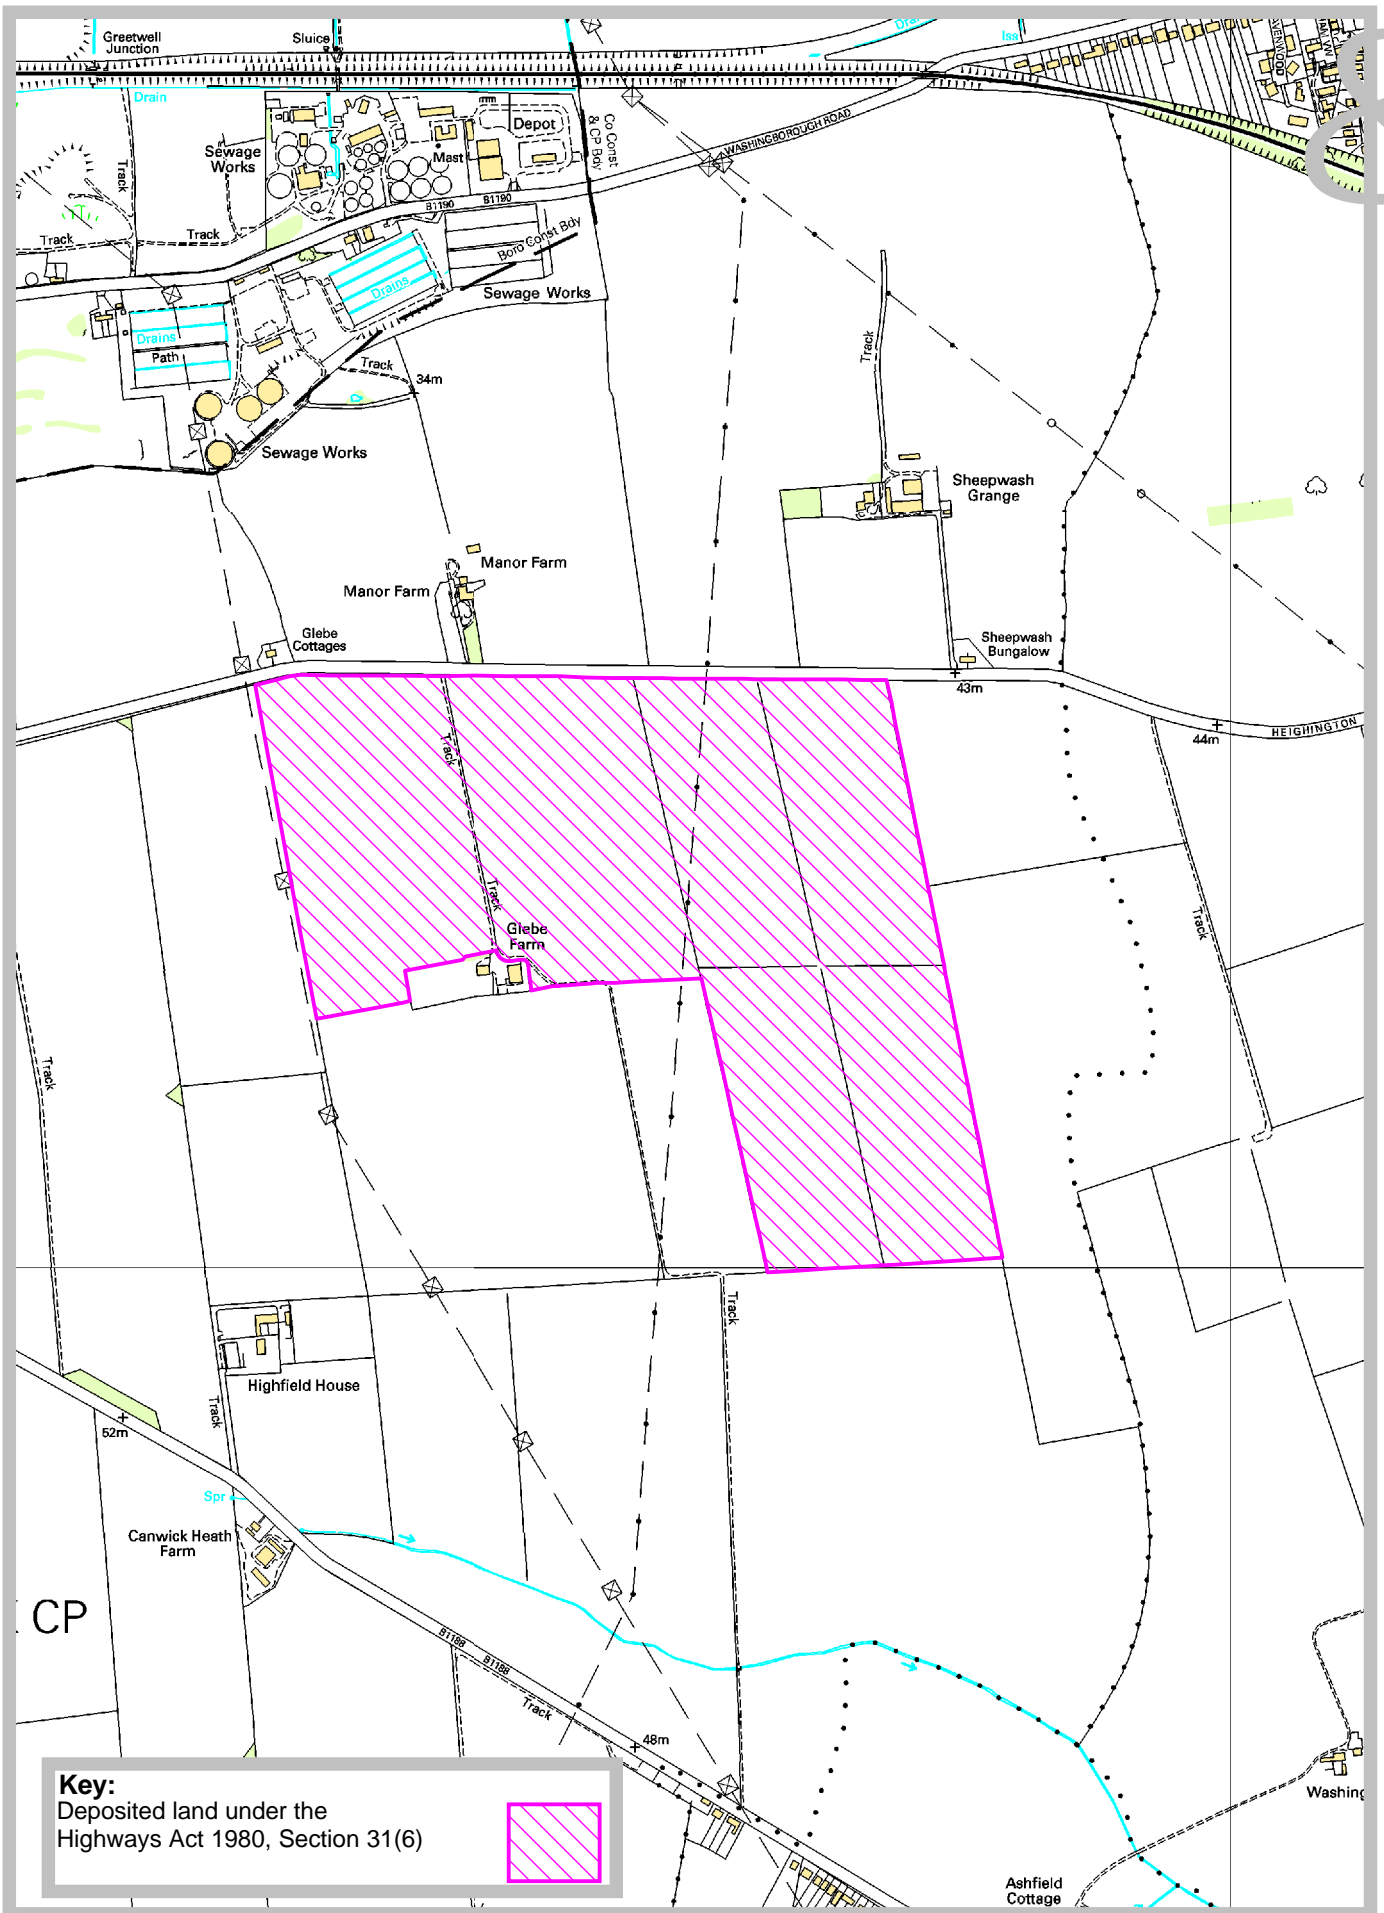 Greetwell
Junction
Sluice
Drain
Iss
Drain
Track
Sewage
Works
Mast
Depot
Co Const
& CP Bdy
WASHINGBOROUGH ROAD
B1190
B1190
Track
Track
Boro Const Bdy
Drains
Sewage Works
Drains
Path
Track
34m
Sewage Works
Track
Sheepwash
Grange
Manor Farm
Manor Farm
Glebe
Cottages
Sheepwash
Bungalow
43m
44m
HEIGHINGTON
Track
Track
Glebe
Farm
Track
Track
Track
Highfield House
Track
52m
Spr
Canwick Heath
Farm
CP
B1188
B1188
Track
48m
Washing
Ashfield
Cottage
Key:
Deposited land under the
Highways Act 1980, Section 31(6)
&